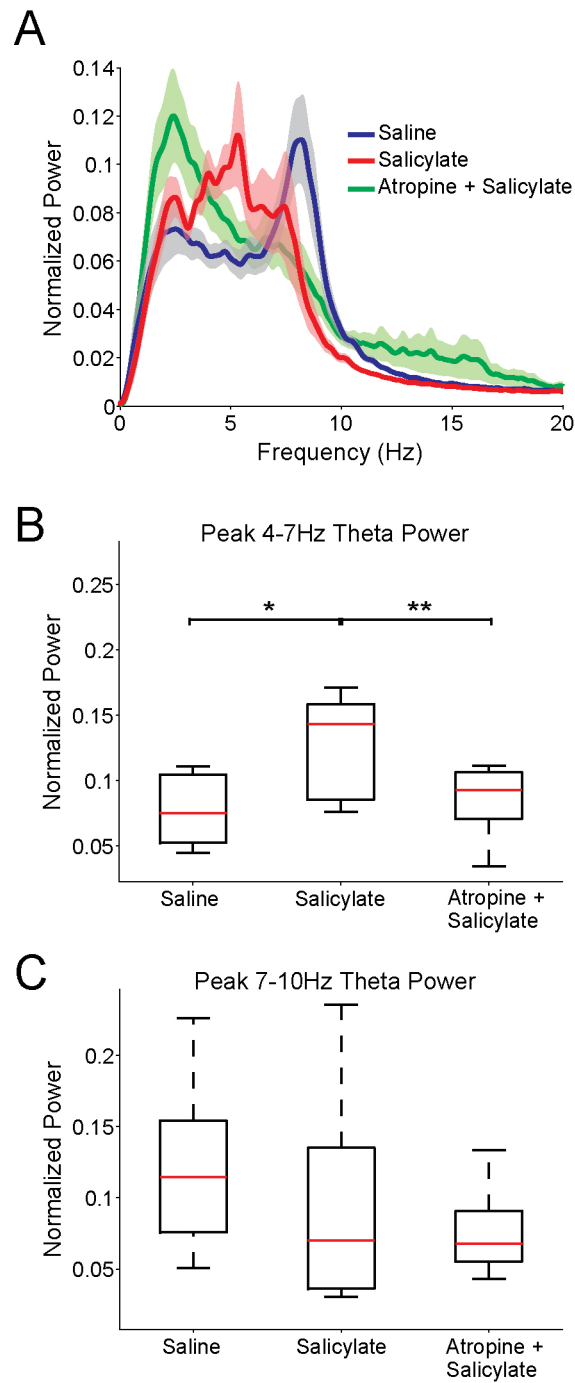 A
0.14
0.12
0.1
0.08
0.06
0.04
0.02
0
Normalized Power
Saline
Salicylate
Atropine + Salicylate
0 5 10 15 20
Frequency (Hz)
B
Peak 4-7Hz Theta Power
0.25
0.2
0.15
0.1
0.05
Normalized Power
* **
Saline Salicylate Atropine +
Salicylate
C
Peak 7-10Hz Theta Power
0.2
0.15
0.1
0.05
Normalized Power
Saline Salicylate Atropine +
Salicylate